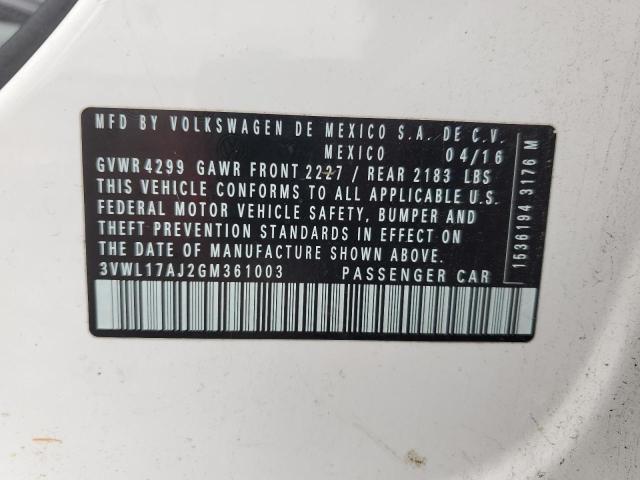 MFD BY VOLKSWAGEN DE MEXICO S.A. DE C.V.
MEXICO 04/16
GVWR 4299 GAWR FRONT 2227 / REAR 2183 LBS
THIS VEHICLE CONFORMS TO ALL APPLICABLE U.S.
FEDERAL MOTOR VEHICLE SAFETY, BUMPER AND
THEFT PREVENTION STANDARDS IN EFFECT ON
THE DATE OF MANUFACTURE SHOWN ABOVE.
3VWL17AJ2GM361003 PASSENGER CAR
1536194 3176 M